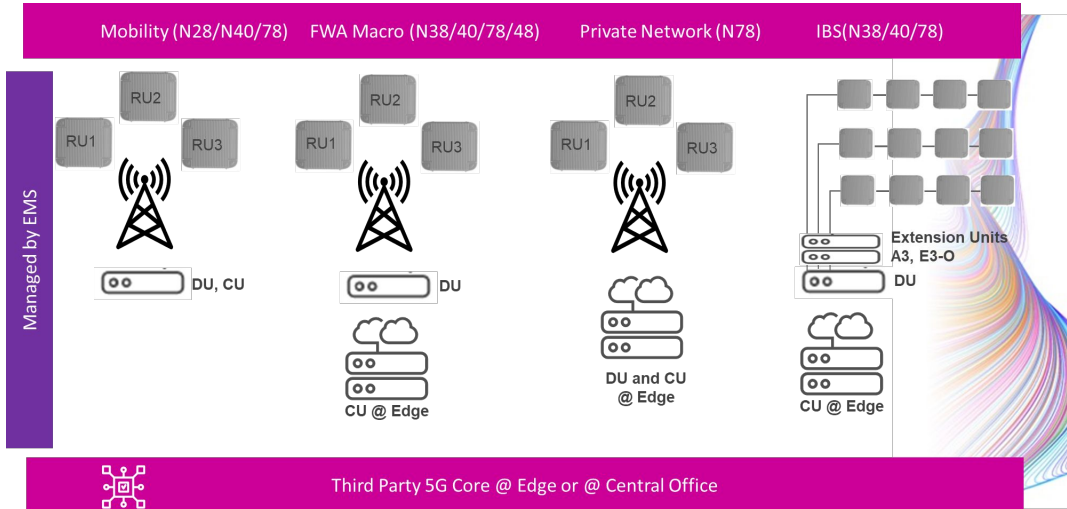 Mobility (N28/N40/78)
FWA Macro (N38/40/78/48)
Private Network (N78)
IBS(N38/40/78)
Managed by EMS
RU2
RU1
RU3
DU, CU
RU2
RU1
RU3
DU
CU @ Edge
RU2
RU1
RU3
DU and CU
@ Edge
Extension Units
A3, E3-O
DU
CU @ Edge
Third Party 5G Core @ Edge or @ Central Office